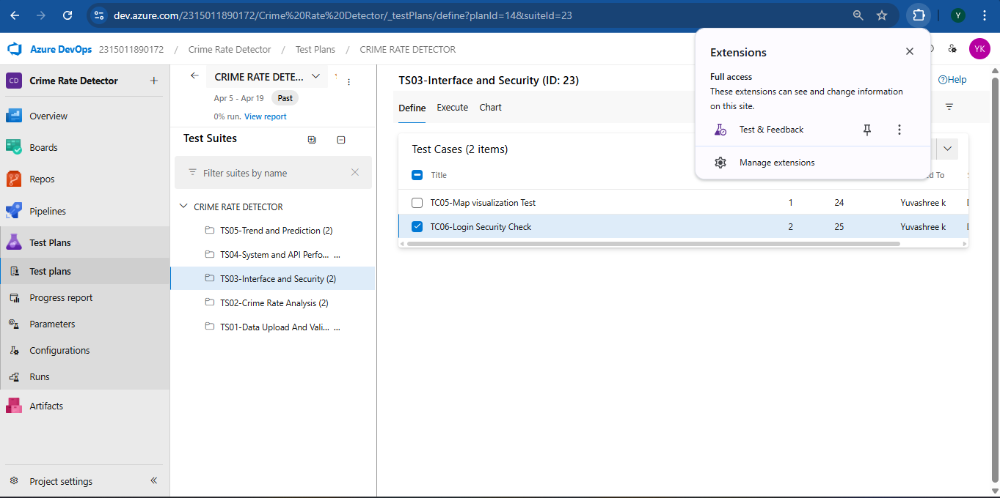 dev.azure.com/2315011890172/Crime%20Rate%20Detector/_testPlans/define?planId=14&suiteId=23
Y
Azure DevOps 2315011890172 / Crime Rate Detector / Test Plans / CRIME RATE DETECTOR
YK
Extensions
Full access
These extensions can see and change information
on this site.
Test & Feedback
Manage extensions
CD Crime Rate Detector
Overview
Boards
Repos
Pipelines
Test Plans
Test plans
Progress report
Parameters
Configurations
Runs
Artifacts
Project settings
CRIME RATE DETE...
Apr 5 - Apr 19 Past
0% run. View report
Test Suites
Filter suites by name
CRIME RATE DETECTOR
TS05-Trend and Prediction (2)
TS04-System and API Perfo... ...
TS03-Interface and Security (2)
TS02-Crime Rate Analysis (2)
TS01-Data Upload And Vali... ...
TS03-Interface and Security (ID: 23)
Help
Define Execute Chart
Test Cases (2 items)
Title d To
TC05-Map visualization Test 1 24 Yuvashree k
TC06-Login Security Check 2 25 Yuvashree k